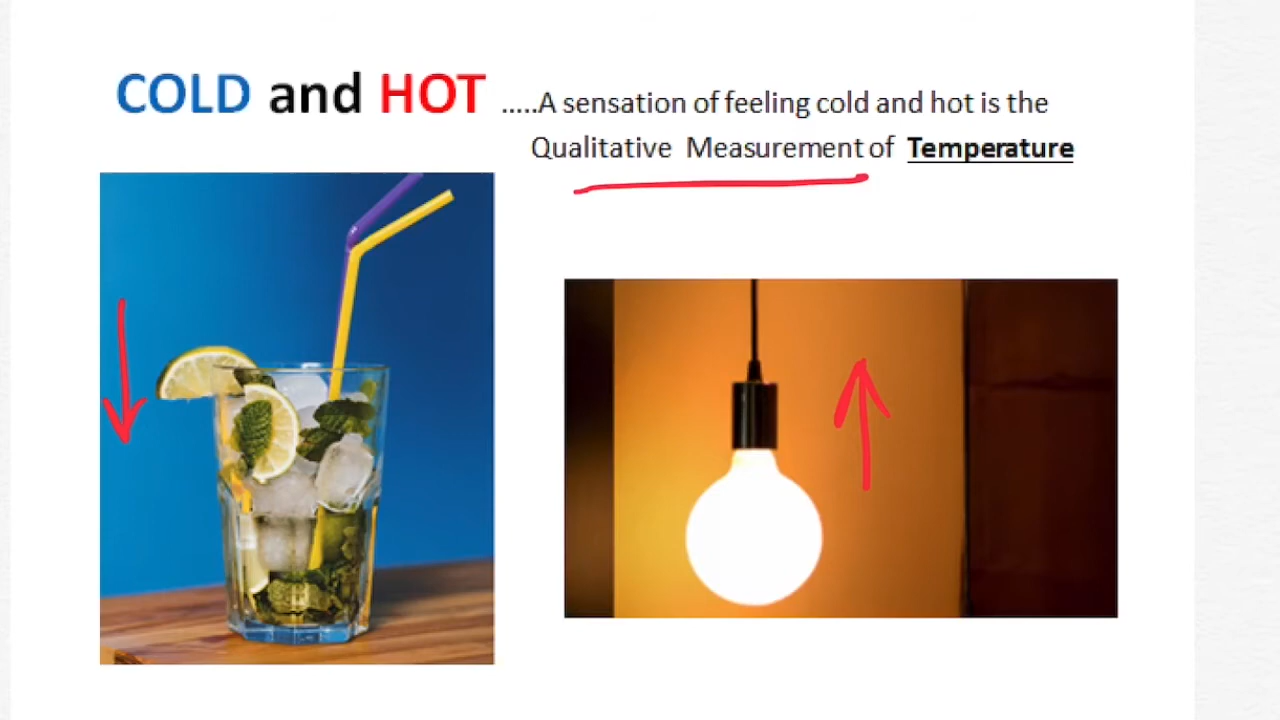 COLD and HOT .....A sensation of feeling cold and hot is the
Qualitative Measurement of Temperature